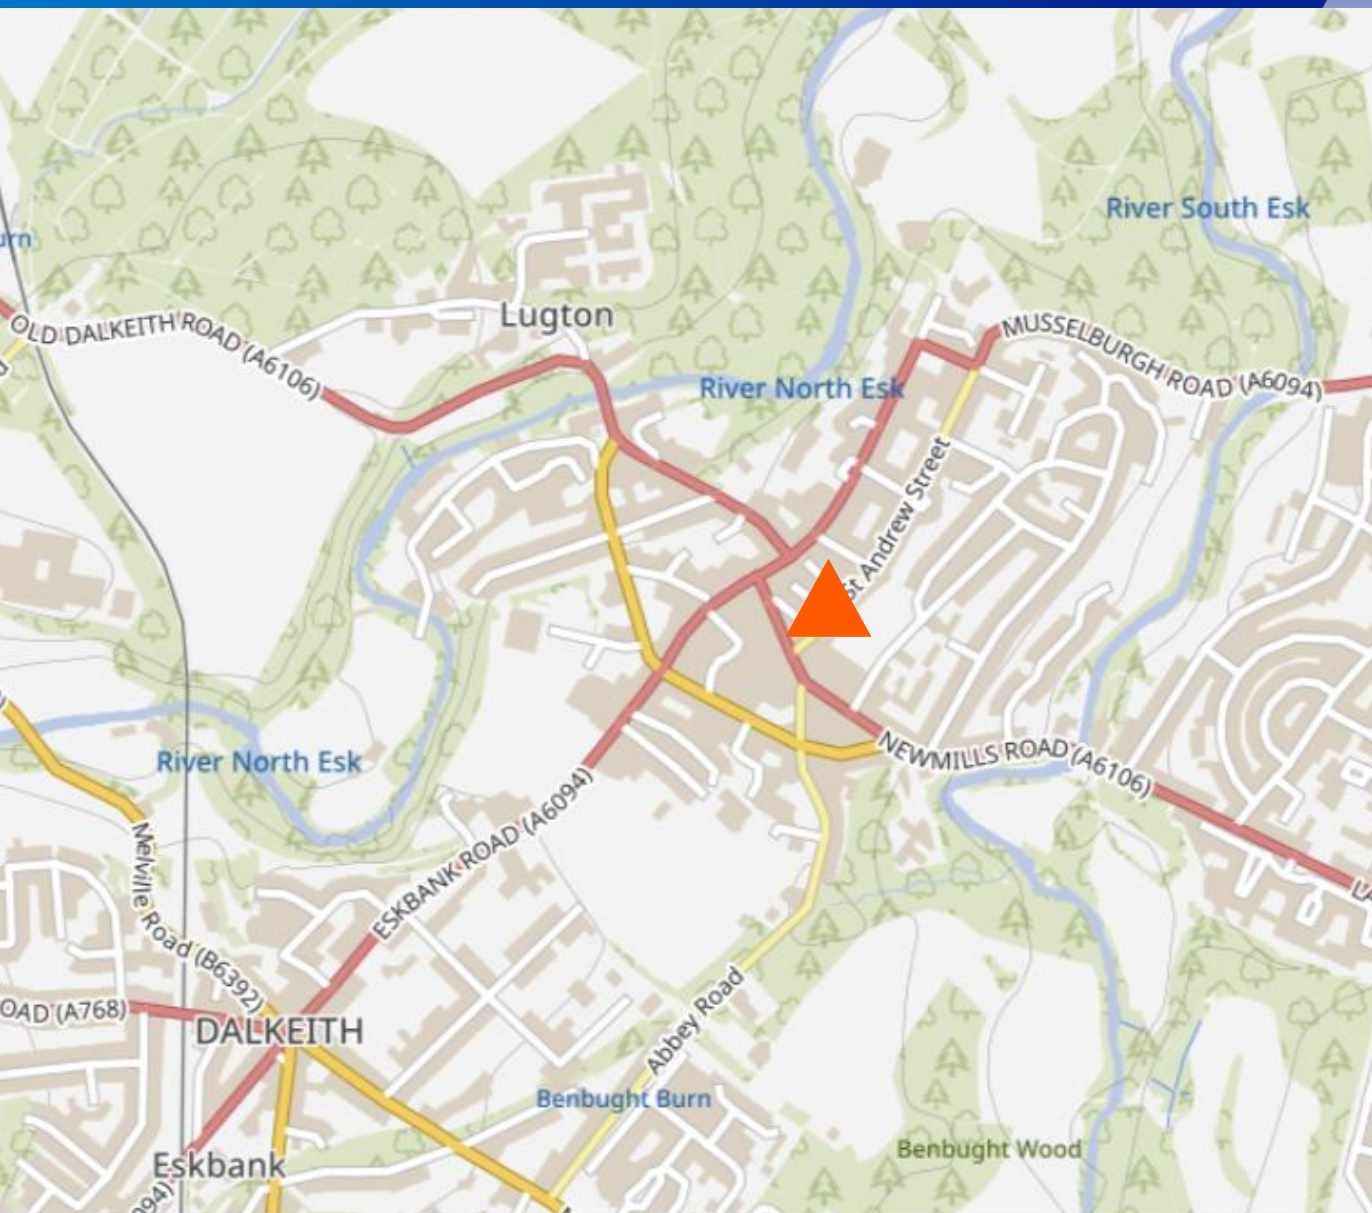 River South Esk
urn
Lugton
OLD DALKEITH ROAD (A6106)
MUSSELBURGH ROAD (A6094)
River North Esk
St Andrew Street
River North Esk
NEWMILLS ROAD (A6106)
ESKBANK ROAD (A6094)
Melville Road (B6392)
OAD (A768)
DALKEITH
Abbey Road
Benbught Burn
Benbught Wood
Eskbank
094)